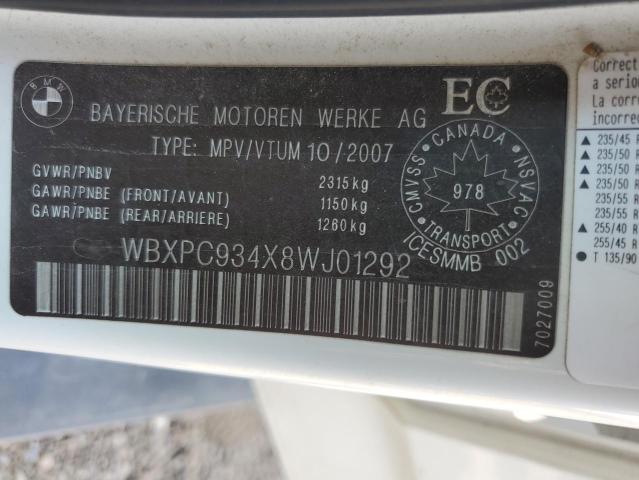 BMW
BAYERISCHE MOTOREN WERKE AG
EC
TYPE: MPV/VTUM 10/2007
GVWR/PNBV 2315 kg
GAWR/PNBE (FRONT/AVANT) 1150 kg
GAWR/PNBE (REAR/ARRIERE) 1260 kg
CMVSS • CANADA • NSVAC
978
TRANSPORT
ICESMMB 002
WBXPC934X8WJ01292
7027009
Correct
a serio
La corre
incorrec
▲ 235/45 R
▲ 235/50 R
▲ 235/50 R
▲ 235/50 R
235/55 R
235/55 R
▲ 255/40 R
255/45 R
● T 135/90